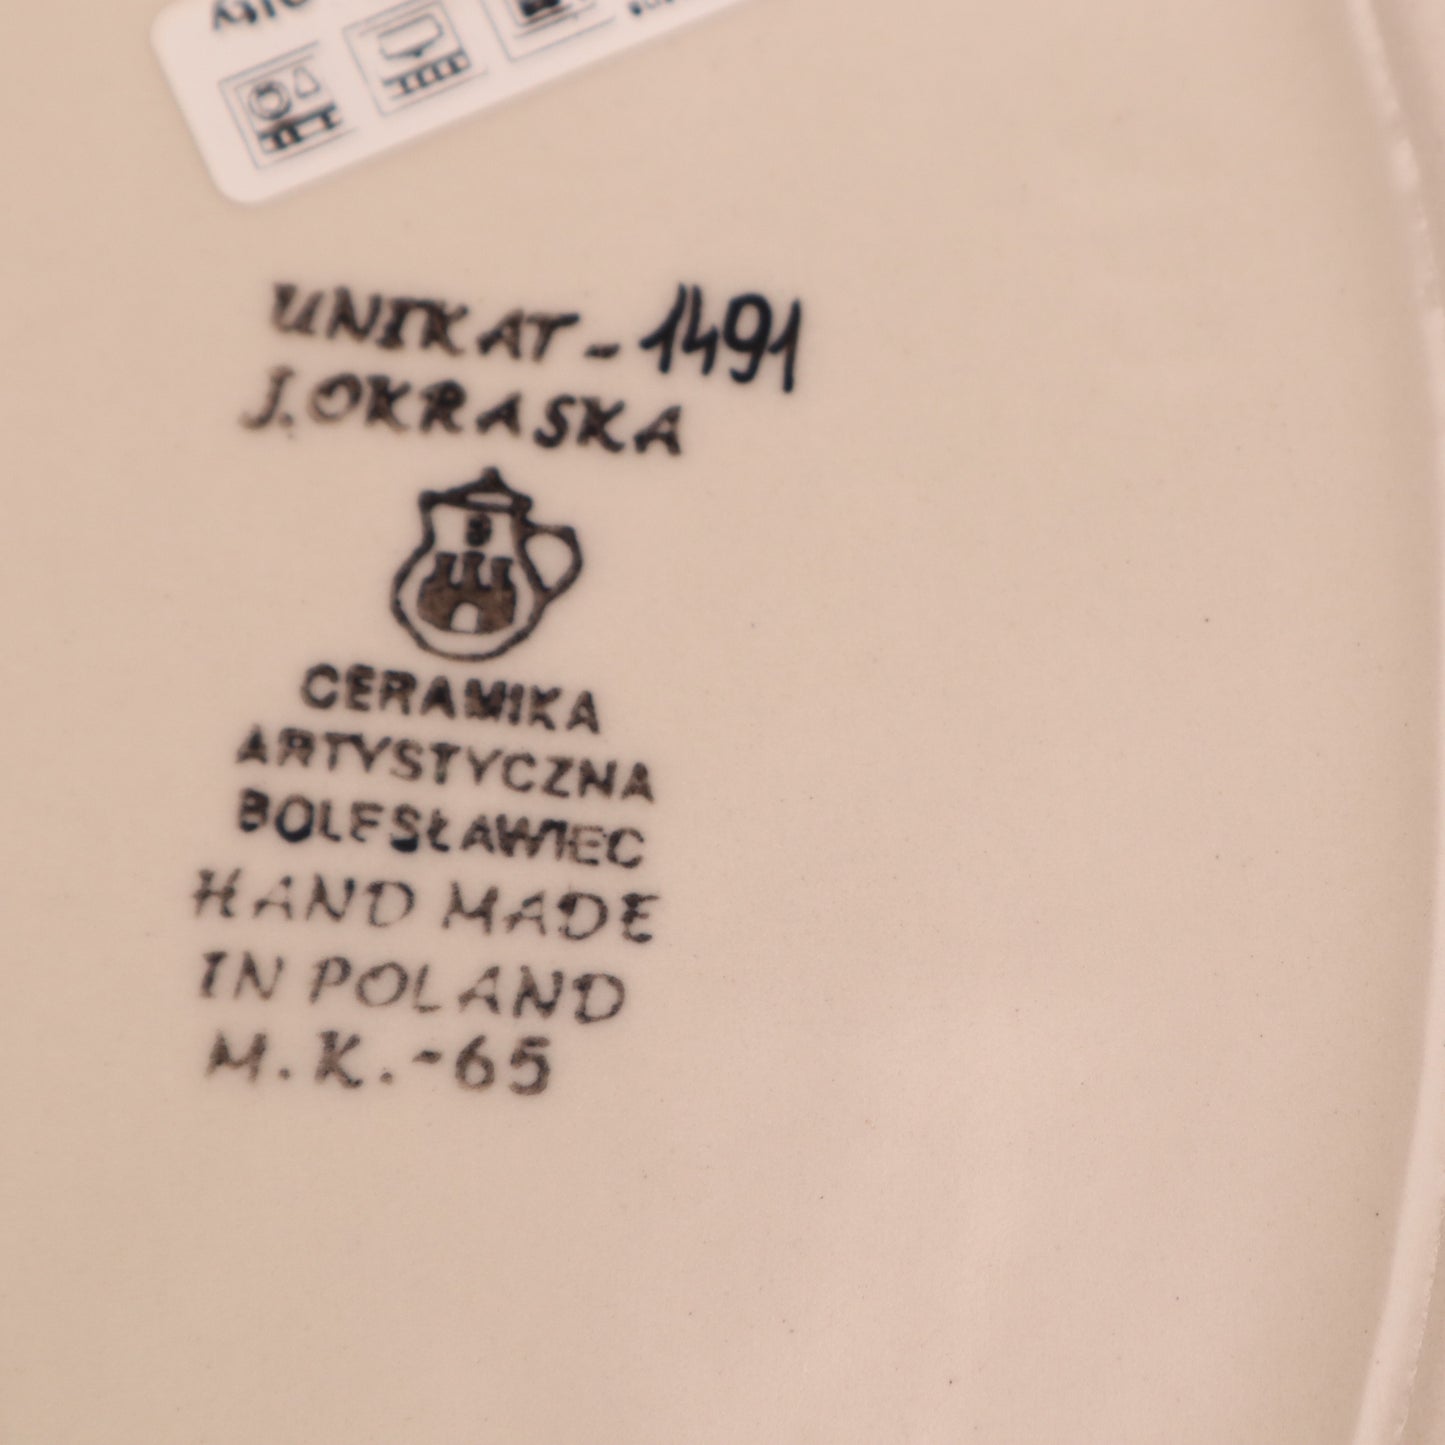 UNIKAT - 1491
J. OKRASKA
B
CERAMIKA
ARTYSTYCZNA
BOLESŁAWIEC
HAND MADE
IN POLAND
M.K.-65